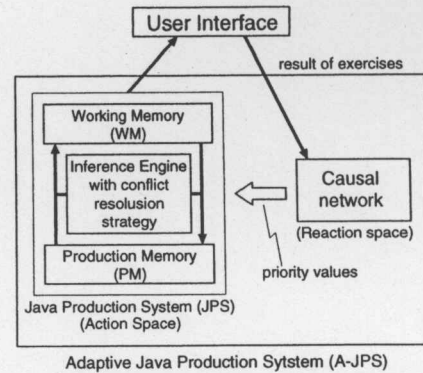 User Interface
result of exercises
Working Memory
(WM)
Inference Engine
with conflict
resolusion
strategy
Production Memory
(PM)
Java Production System (JPS)
(Action Space)
Causal
network
(Reaction space)
priority values
Adaptive Java Production Sytstem (A-JPS)